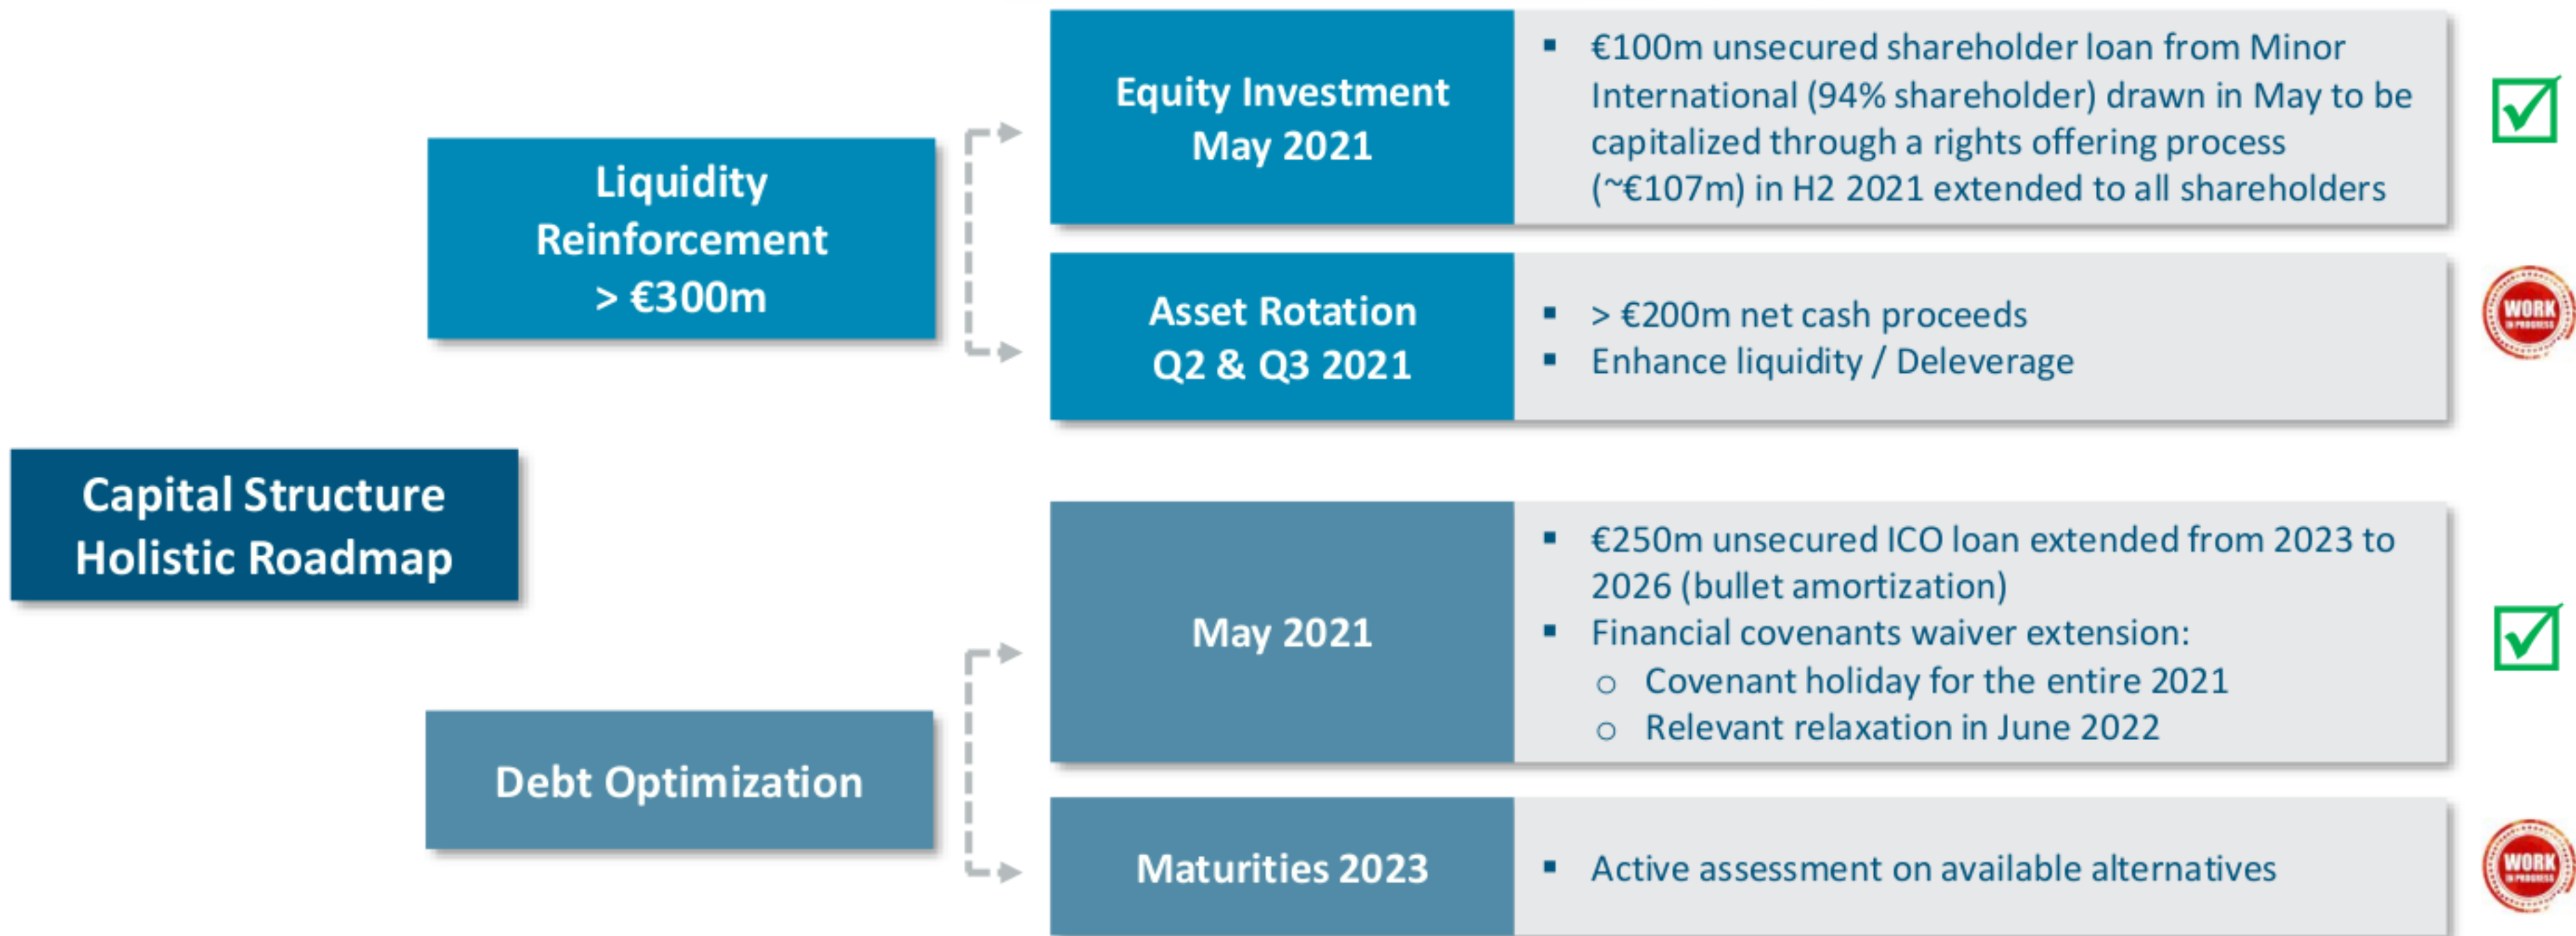 Capital Structure
Holistic Roadmap
Liquidity
Reinforcement
> €300m
Equity Investment
May 2021
▪ €100m unsecured shareholder loan from Minor
International (94% shareholder) drawn in May to be
capitalized through a rights offering process
(~€107m) in H2 2021 extended to all shareholders
Asset Rotation
Q2 & Q3 2021
▪ > €200m net cash proceeds
▪ Enhance liquidity / Deleverage
WORK
IN PROGRESS
Debt Optimization
May 2021
▪ €250m unsecured ICO loan extended from 2023 to
2026 (bullet amortization)
▪ Financial covenants waiver extension:
o Covenant holiday for the entire 2021
o Relevant relaxation in June 2022
Maturities 2023
▪ Active assessment on available alternatives
WORK
IN PROGRESS